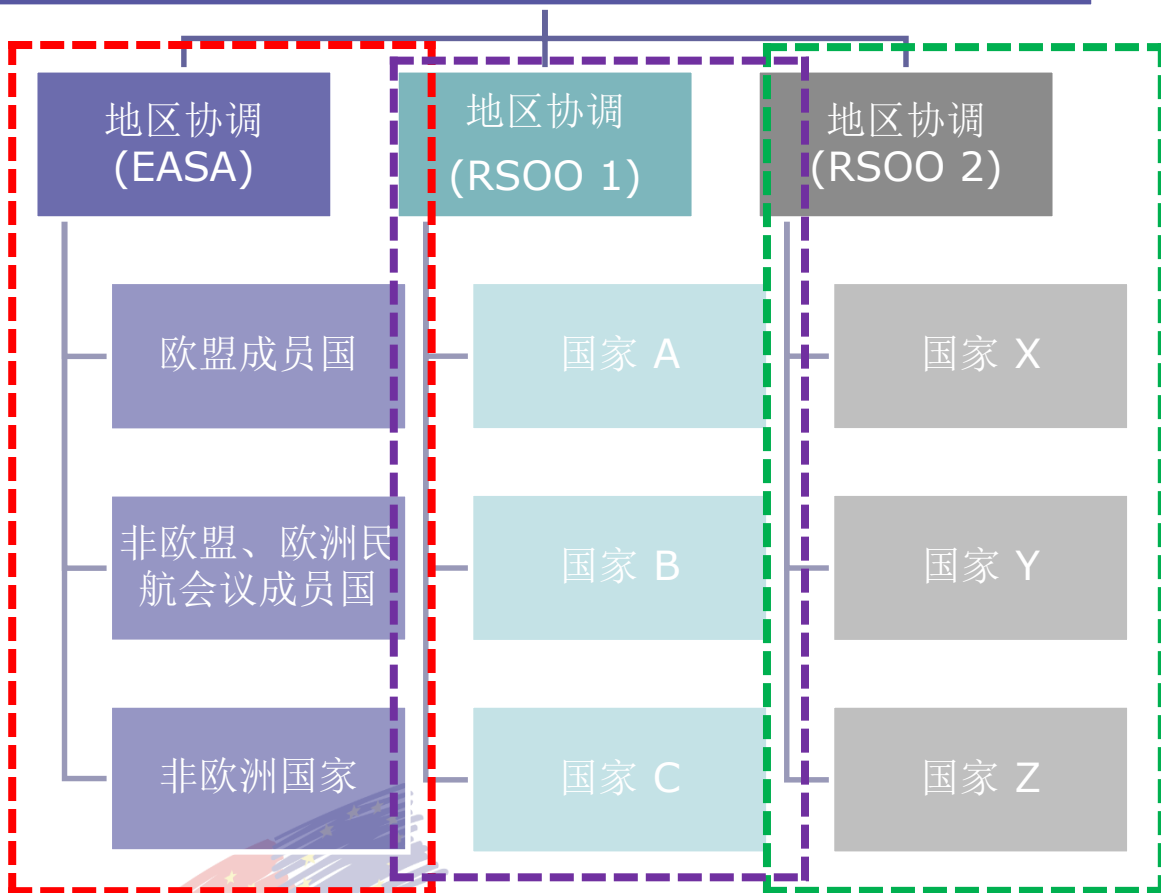 地区协调
(EASA)
地区协调
(RSOO 1)
地区协调
(RSOO 2)
欧盟成员国
国家 A
国家 X
非欧盟、欧洲民
航会议成员国
国家 B
国家 Y
非欧洲国家
国家 C
国家 Z